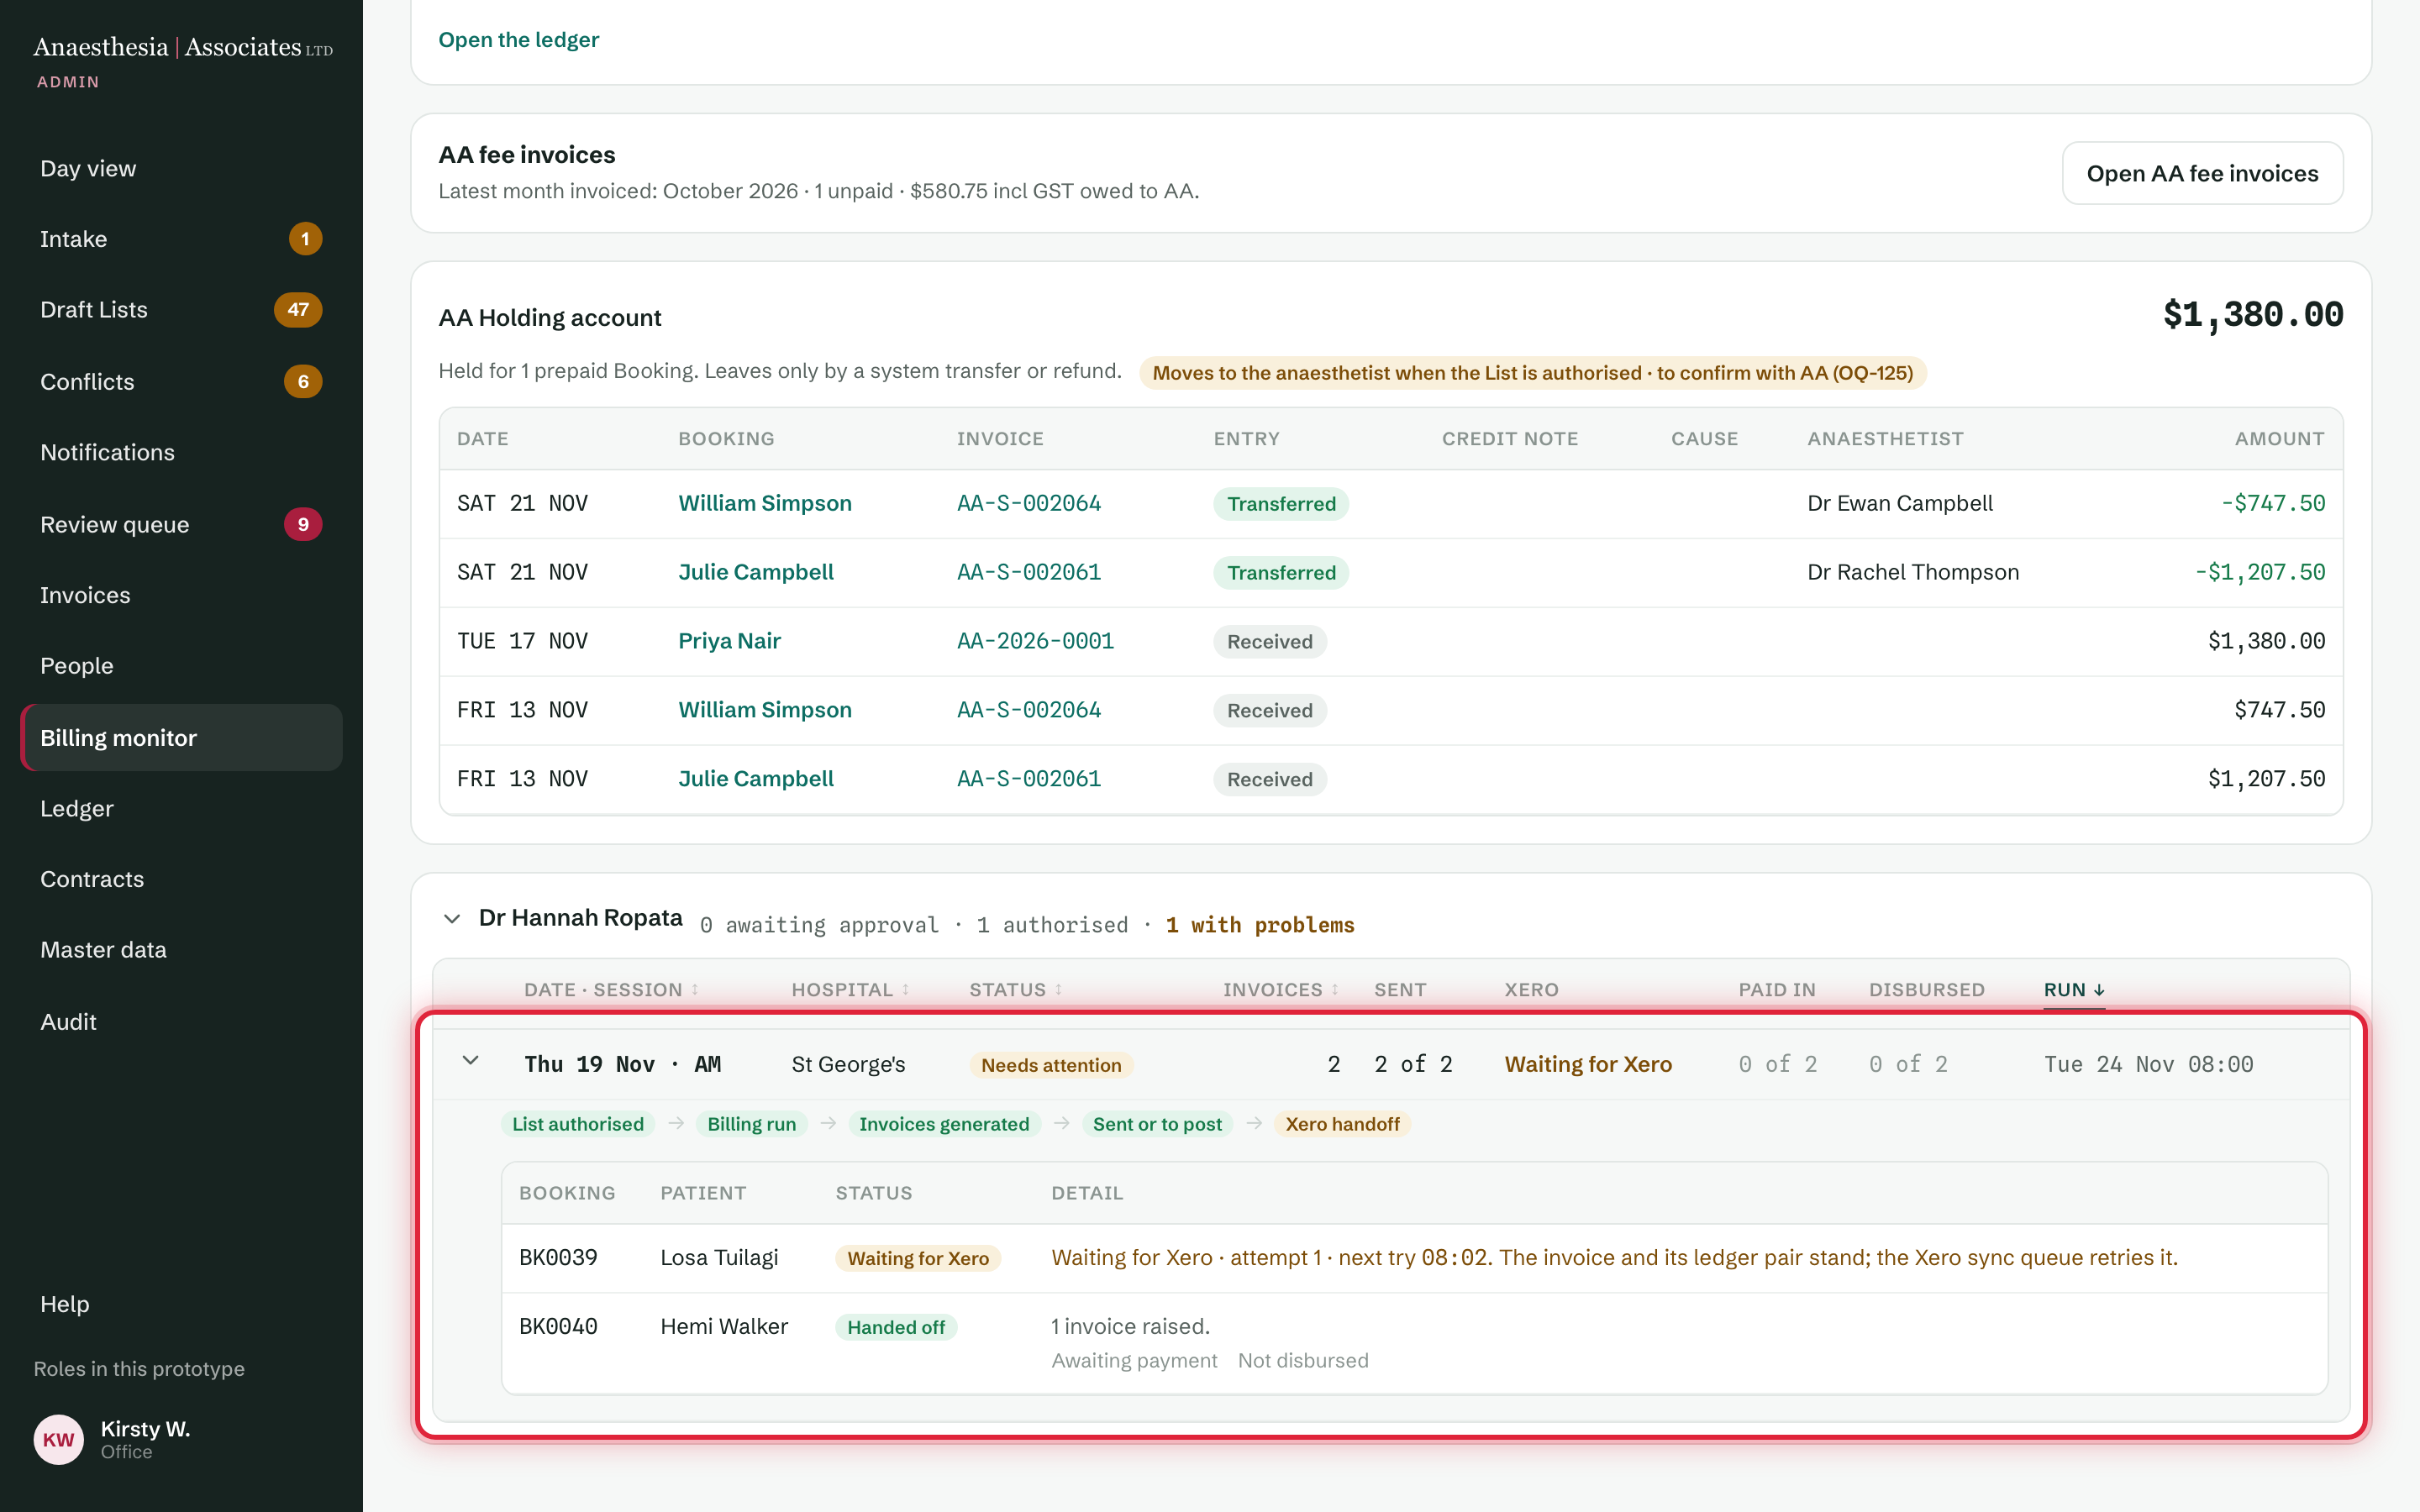 Anaesthesia | Associates LTD
ADMIN
Day view
Intake 1
Draft Lists 47
Conflicts 6
Notifications
Review queue 9
Invoices
People
Billing monitor
Ledger
Contracts
Master data
Audit
Help
Roles in this prototype
KW Kirsty W.
Office
Open the ledger
AA fee invoices
Latest month invoiced: October 2026 · 1 unpaid · $580.75 incl GST owed to AA.
Open AA fee invoices
AA Holding account $1,380.00
Held for 1 prepaid Booking. Leaves only by a system transfer or refund. Moves to the anaesthetist when the List is authorised · to confirm with AA (OQ-125)
DATE BOOKING INVOICE ENTRY CREDIT NOTE CAUSE ANAESTHETIST AMOUNT
SAT 21 NOV William Simpson AA-S-002064 Transferred Dr Ewan Campbell -$747.50
SAT 21 NOV Julie Campbell AA-S-002061 Transferred Dr Rachel Thompson -$1,207.50
TUE 17 NOV Priya Nair AA-2026-0001 Received $1,380.00
FRI 13 NOV William Simpson AA-S-002064 Received $747.50
FRI 13 NOV Julie Campbell AA-S-002061 Received $1,207.50
Dr Hannah Ropata 0 awaiting approval · 1 authorised · 1 with problems
DATE · SESSION ↕ HOSPITAL ↕ STATUS ↕ INVOICES ↕ SENT XERO PAID IN DISBURSED RUN ↓
Thu 19 Nov · AM St George's Needs attention 2 2 of 2 Waiting for Xero 0 of 2 0 of 2 Tue 24 Nov 08:00
List authorised → Billing run → Invoices generated → Sent or to post → Xero handoff
BOOKING PATIENT STATUS DETAIL
BK0039 Losa Tuilagi Waiting for Xero Waiting for Xero · attempt 1 · next try 08:02. The invoice and its ledger pair stand; the Xero sync queue retries it.
BK0040 Hemi Walker Handed off 1 invoice raised.
Awaiting payment Not disbursed